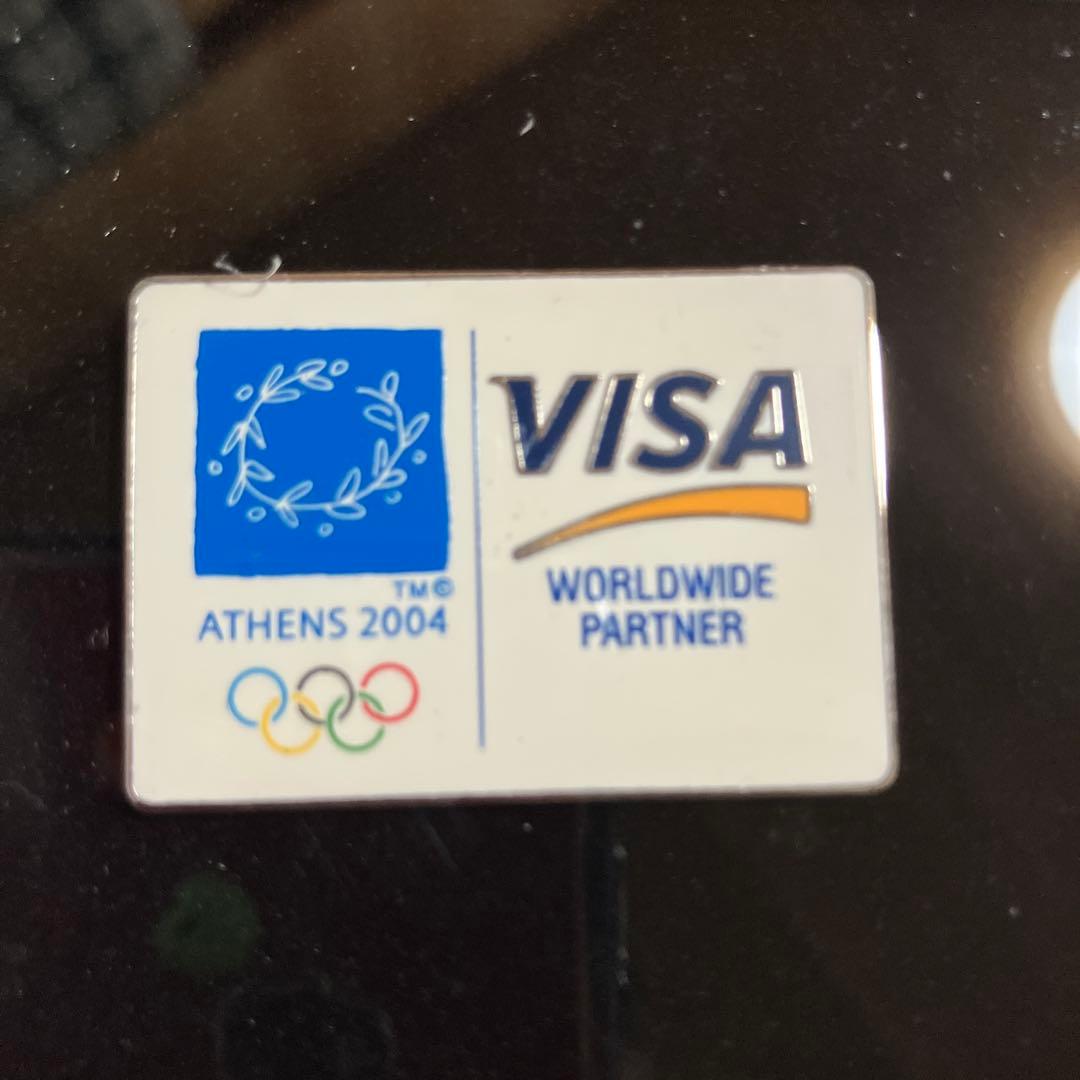 TM©
ATHENS 2004
VISA
WORLDWIDE
PARTNER